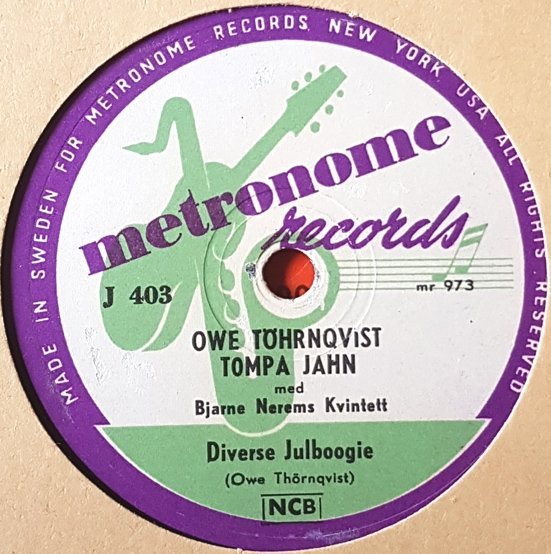 MADE IN SWEDEN FOR METRONOME RECORDS, NEW YORK USA ALL RIGHTS RESERVED
metronome
records
J 403
mr 973
OWE TÖHRNQViST
TOMPA JAHN
med
Bjarne Nerems Kvintett
Diverse Julboogie
(Owe Thörnqvist)
NCB